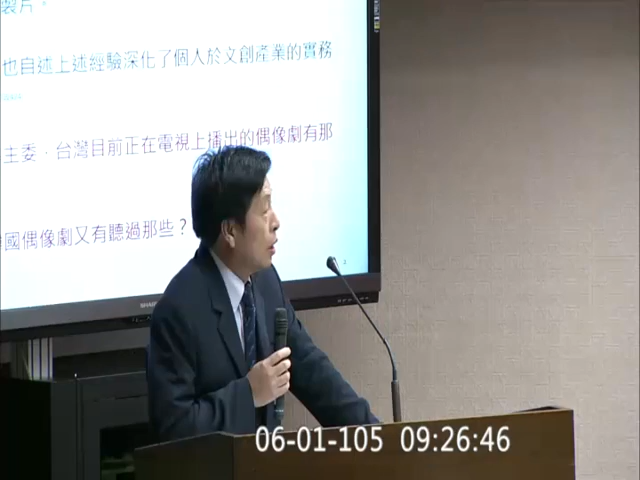 製片。
也自述上述經驗深化了個人於文創產業的實務
主委，台灣目前正在電視上播出的偶像劇有那
國偶像劇又有聽過那些？
SHARP
06-01-105 09:26:46